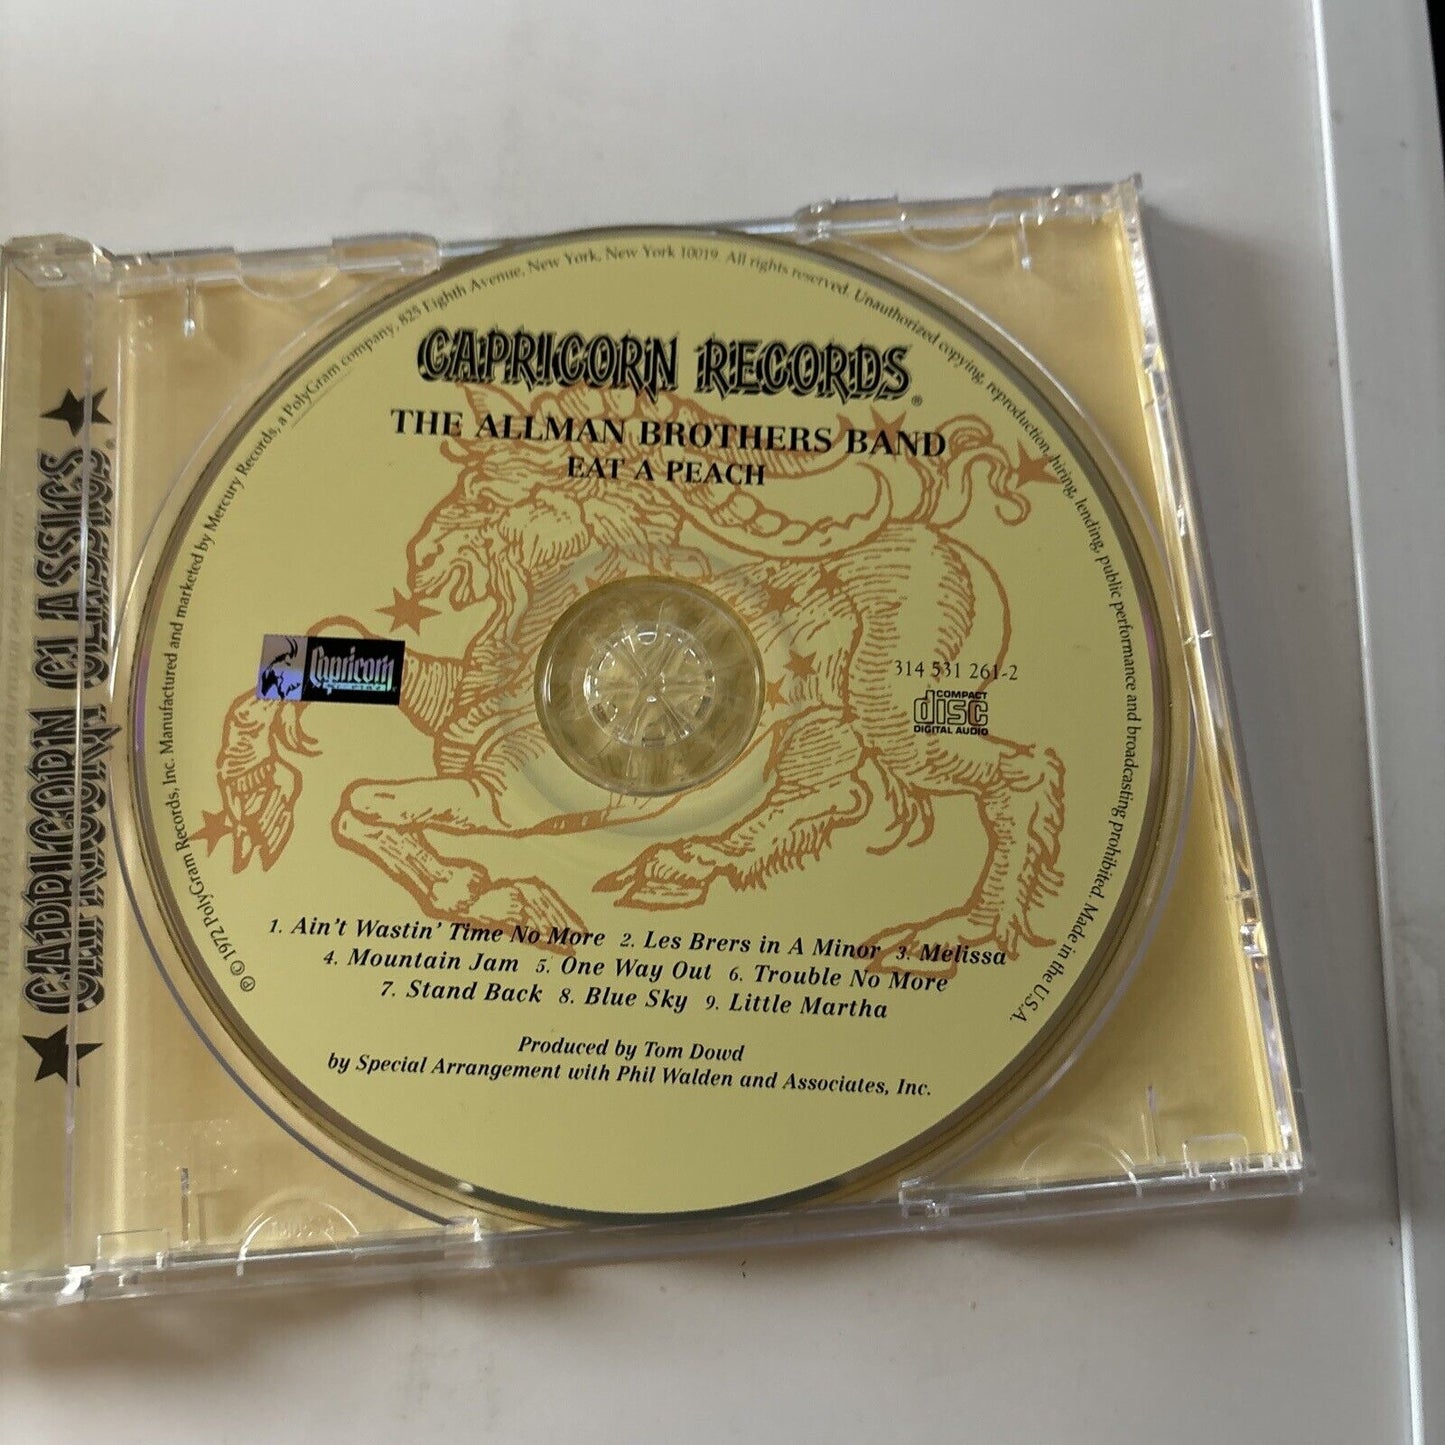 CAPRICORN CLASSICS
CAPRICORN RECORDS®
THE ALLMAN BROTHERS BAND
EAT A PEACH
Capricorn
314 531 261-2
COMPACT
disc
DIGITAL AUDIO
1. Ain't Wastin' Time No More 2. Les Brers in A Minor 3. Melissa
4. Mountain Jam 5. One Way Out 6. Trouble No More
7. Stand Back 8. Blue Sky 9. Little Martha
Produced by Tom Dowd
by Special Arrangement with Phil Walden and Associates, Inc.
℗ © 1972 PolyGram Records, Inc. Manufactured and marketed by Mercury Records, a PolyGram company, 825 Eighth Avenue, New York, New York 10019. All rights reserved. Unauthorized copying, reproduction, hiring, lending, public performance and broadcasting prohibited. Made in the U.S.A.